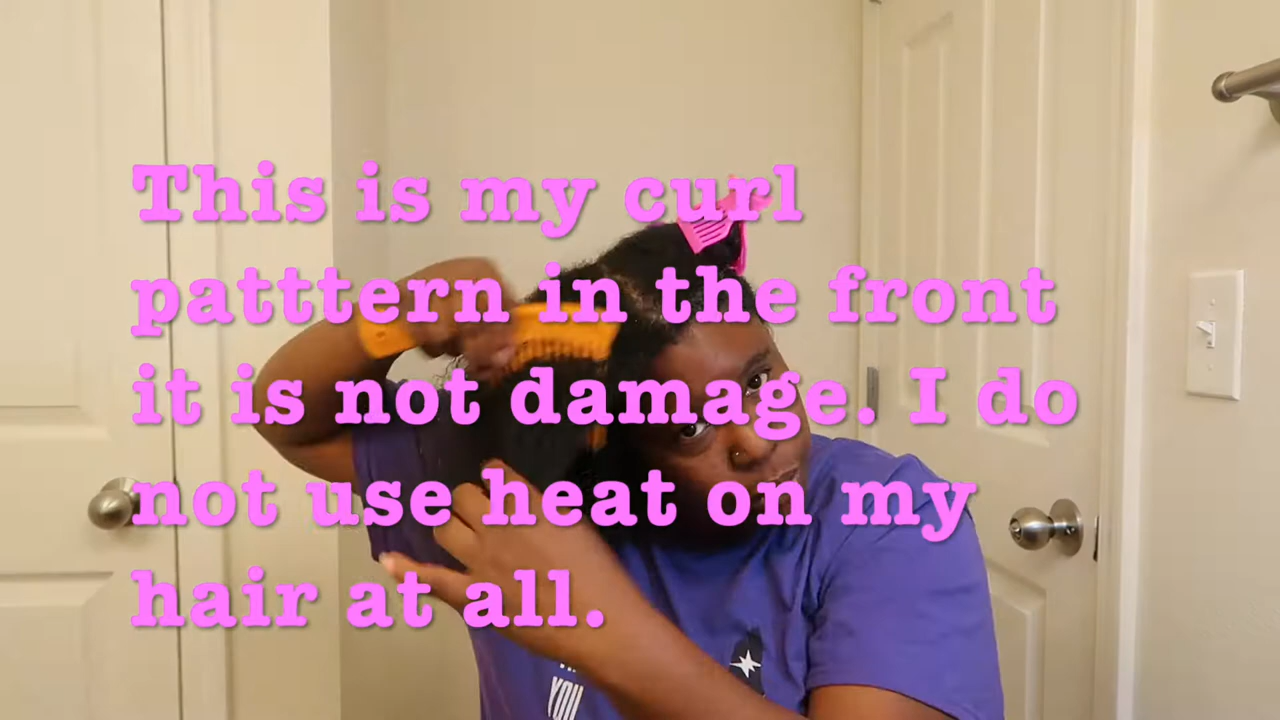 This is my curl
patttern in the front
it is not damage. I do
not use heat on my
hair at all.
YOU